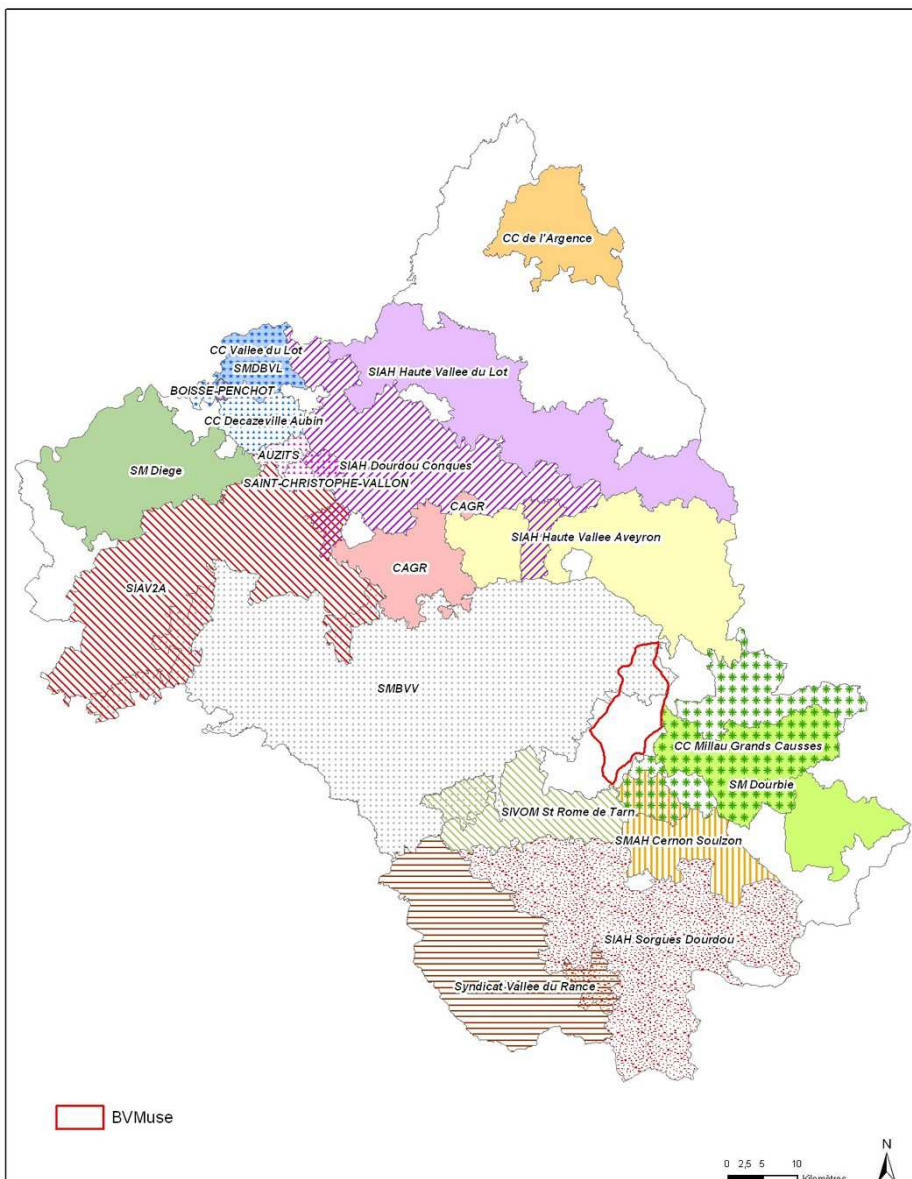 CC de l'Argence
CC Vallee du Lot
SMDBVL
SIAH Haute Vallee du Lot
BOISSE-PENCHOT
CC Decazeville Aubin
AUZITS
SM Diege
SIAH Dourdou Conques
SAINT-CHRISTOPHE-VALLON
CAGR
SIAH Haute Vallee Aveyron
CAGR
SIAV2A
SMBVV
CC Millau Grands Causses
SM Dourbie
SIVOM St Rome de Tarn
SMAH Cernon Soulzon
SIAH Sorgues Dourdou
Syndicat Vallee du Rance
BVMuse
N
0 2,5 5 10
Kilomètres